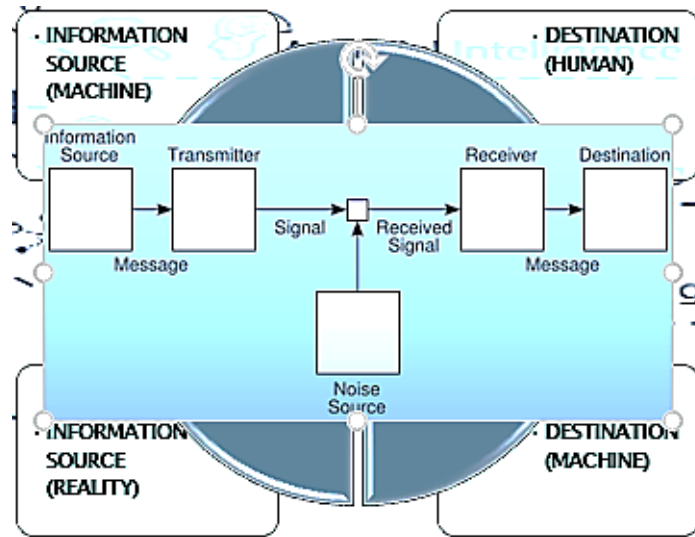 · INFORMATION
SOURCE
(MACHINE)
· DESTINATION
(HUMAN)
Intelligence
Information
Source
Transmitter
Receiver
Destination
Signal
Received
Signal
Message
Message
Noise
Source
· INFORMATION
SOURCE
(REALITY)
· DESTINATION
(MACHINE)